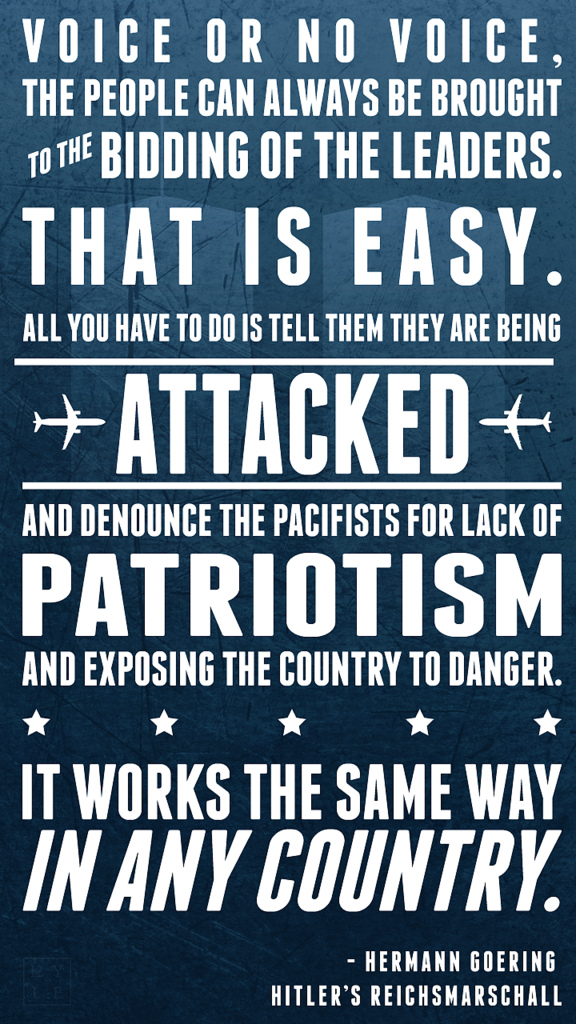 VOICE OR NO VOICE,
THE PEOPLE CAN ALWAYS BE BROUGHT
TO THE BIDDING OF THE LEADERS.
THAT IS EASY.
ALL YOU HAVE TO DO IS TELL THEM THEY ARE BEING
ATTACKED
AND DENOUNCE THE PACIFISTS FOR LACK OF
PATRIOTISM
AND EXPOSING THE COUNTRY TO DANGER.
IT WORKS THE SAME WAY
IN ANY COUNTRY.
- HERMANN GOERING
HITLER'S REICHSMARSCHALL